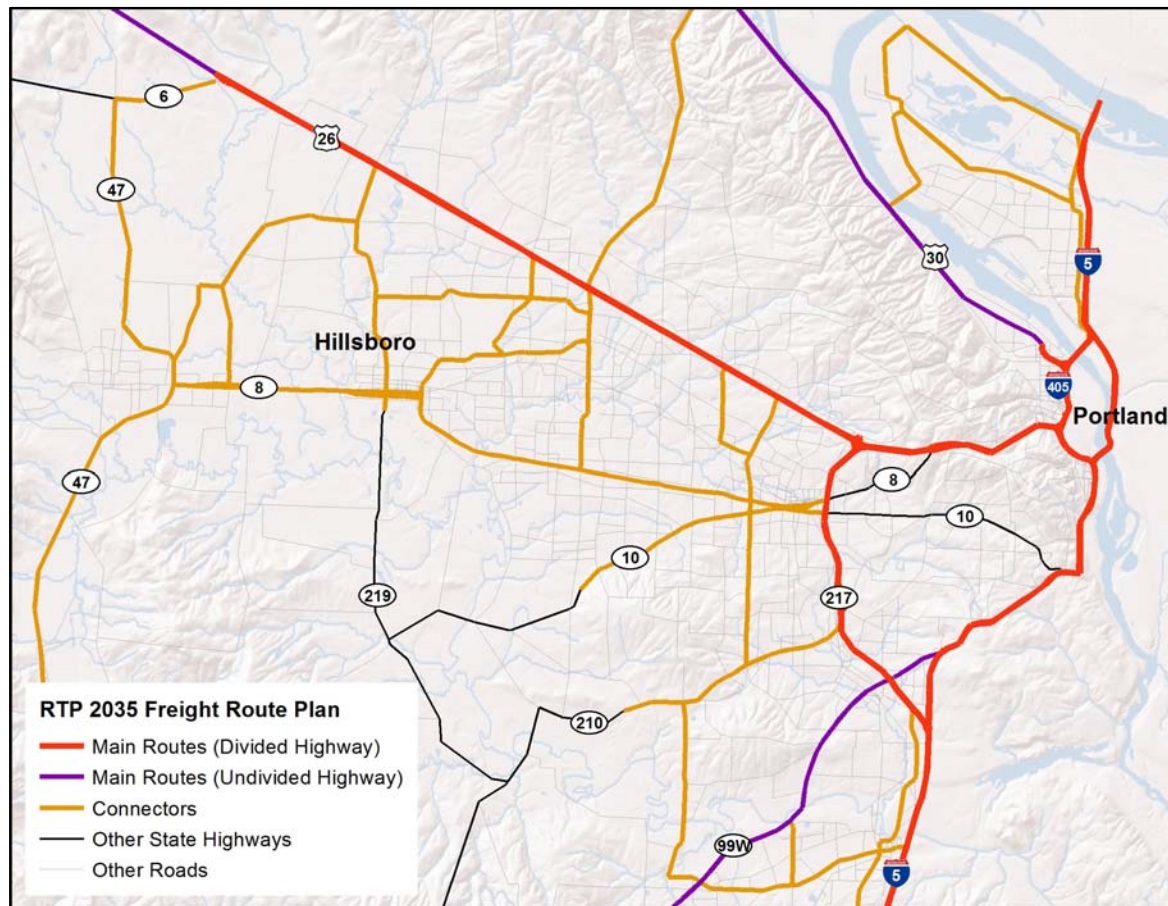 6
26
47
30
5
Hillsboro
8
405
Portland
47
8
10
10
219
217
210
99W
5
RTP 2035 Freight Route Plan
Main Routes (Divided Highway)
Main Routes (Undivided Highway)
Connectors
Other State Highways
Other Roads